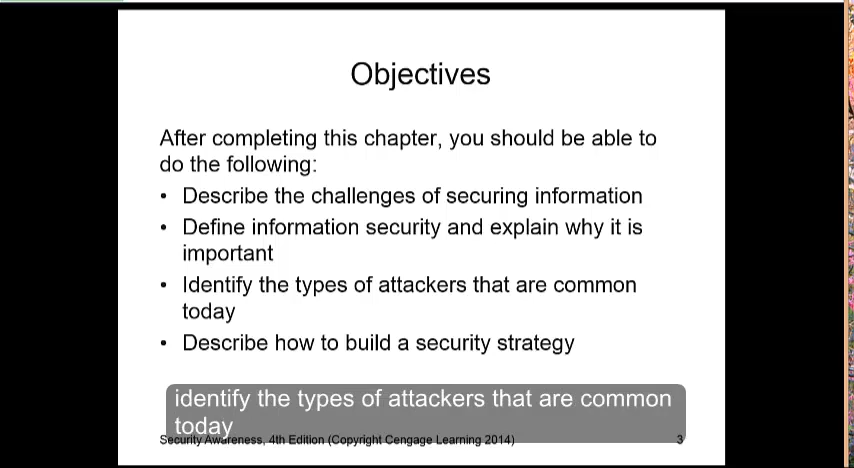 Objectives
After completing this chapter, you should be able to
do the following:
• Describe the challenges of securing information
• Define information security and explain why it is
important
• Identify the types of attackers that are common
today
• Describe how to build a security strategy
identify the types of attackers that are common
today
Security Awareness, 4th Edition (Copyright Cengage Learning 2014)
3